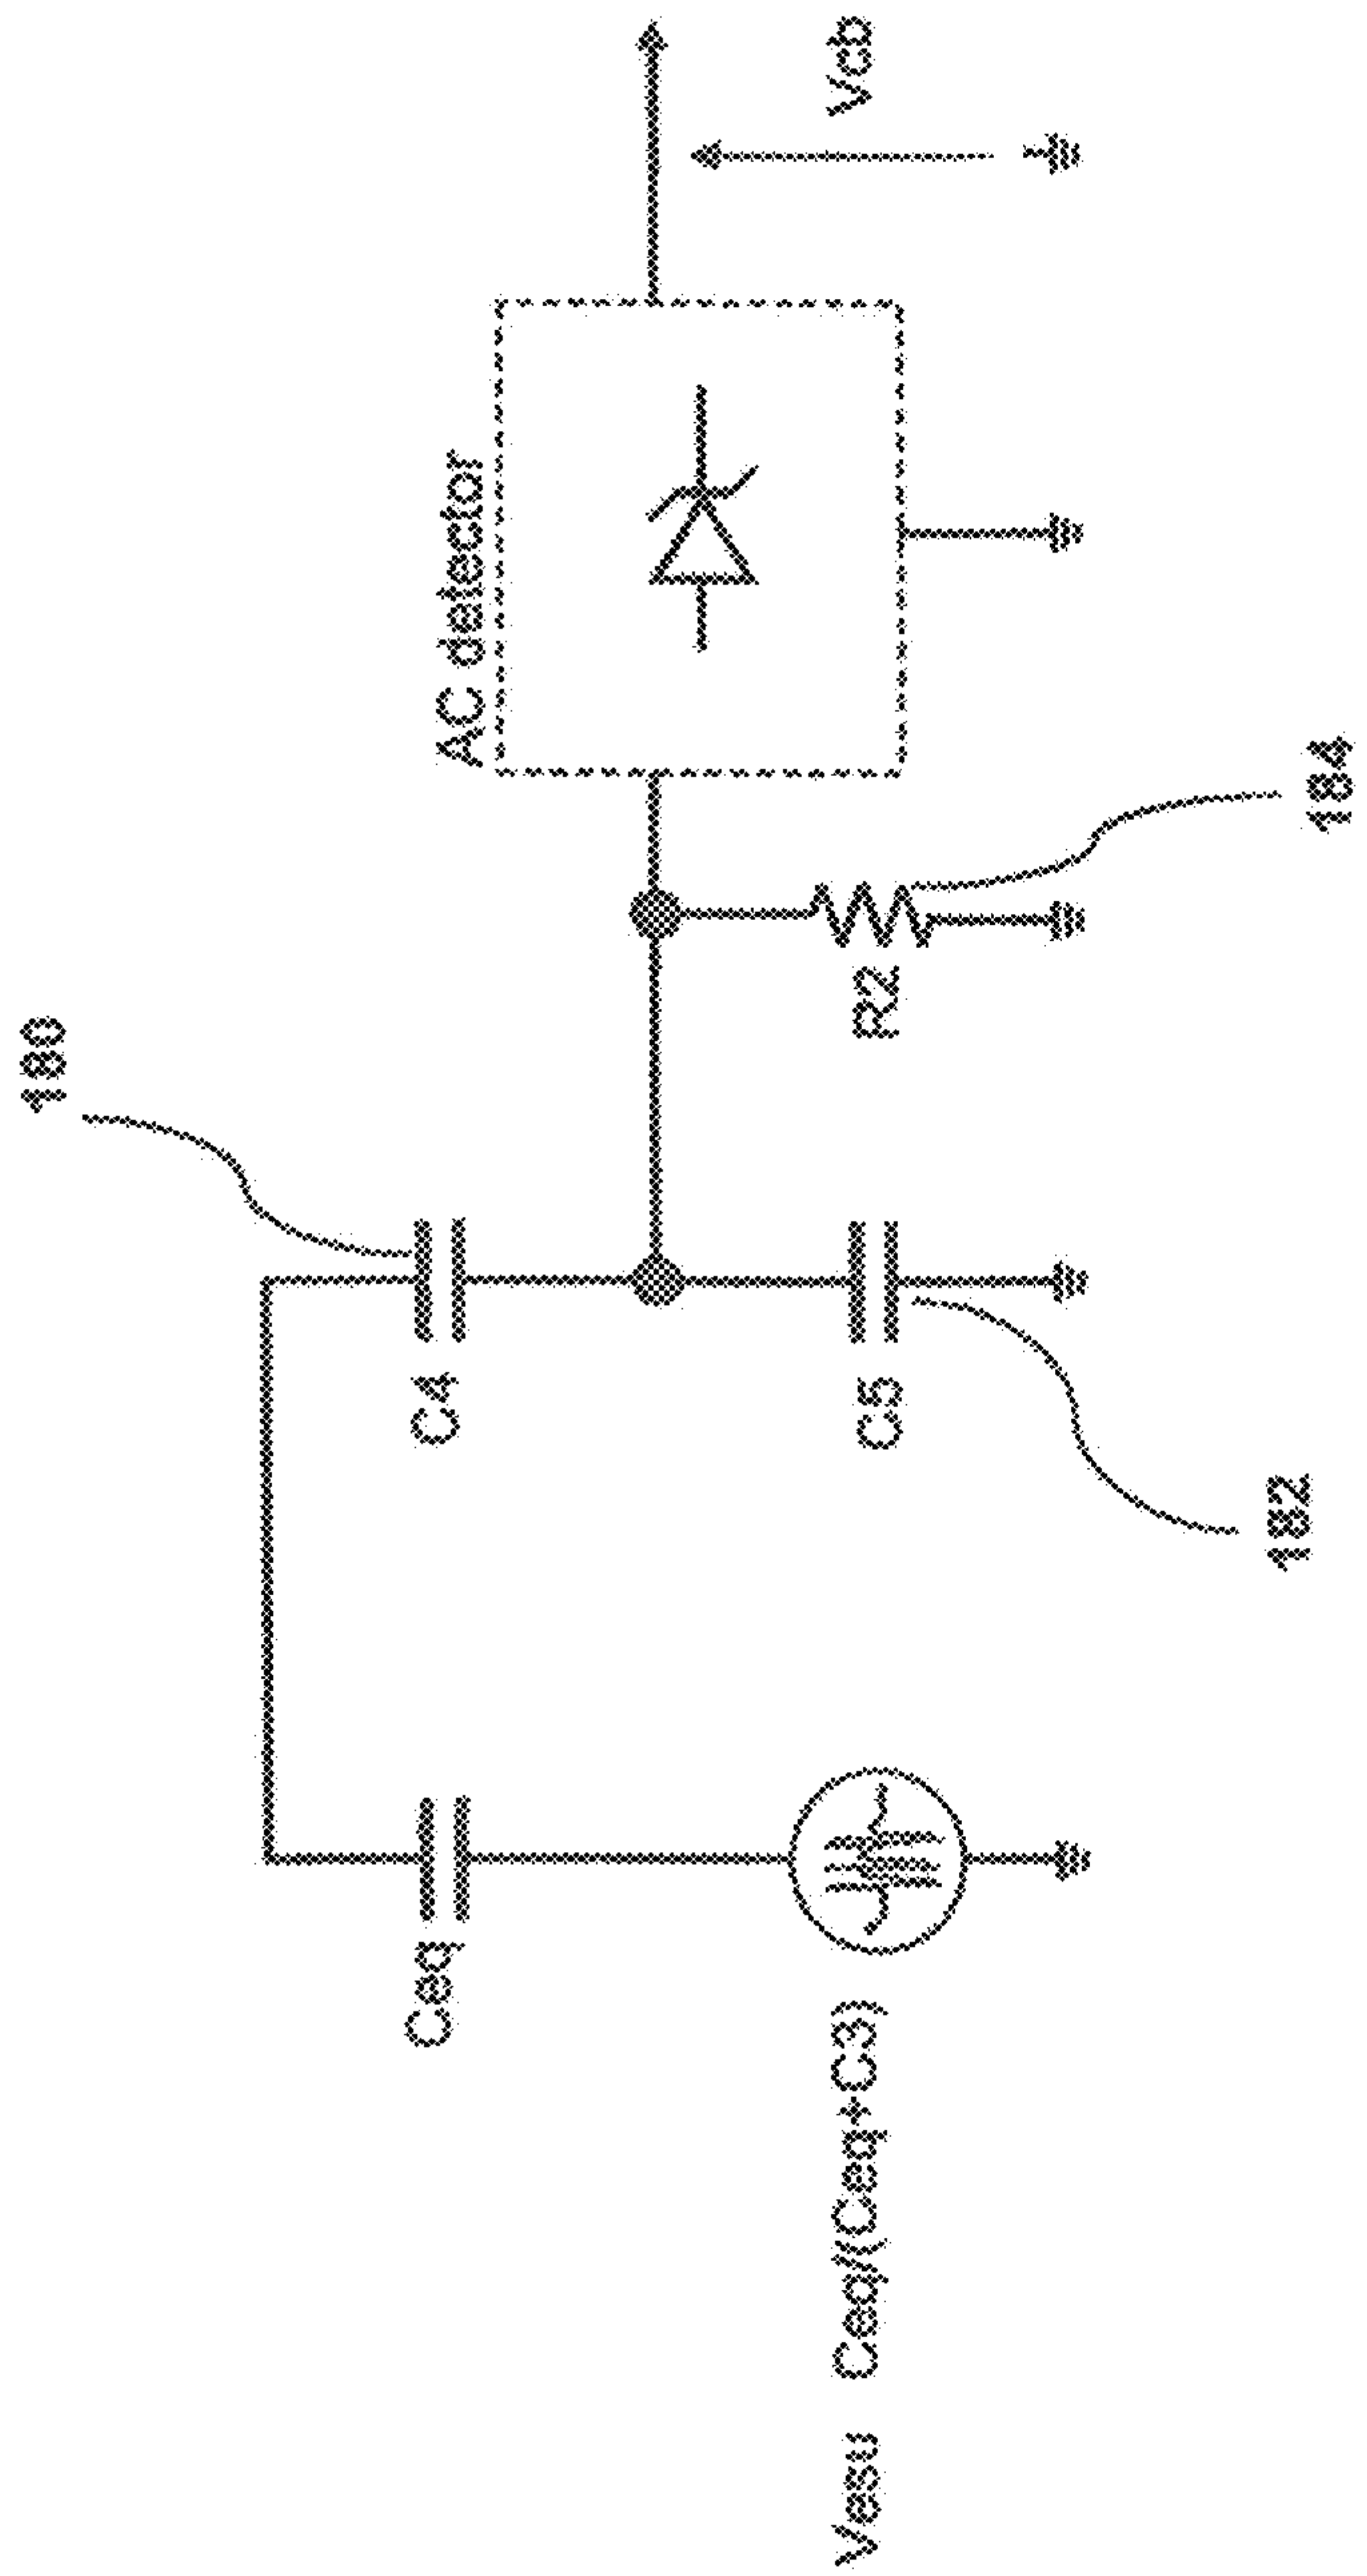 180
AC detector
Ceq
C4
Vcb
C5
R2
Vesu Ceq/(Ceq+C3)
182
184